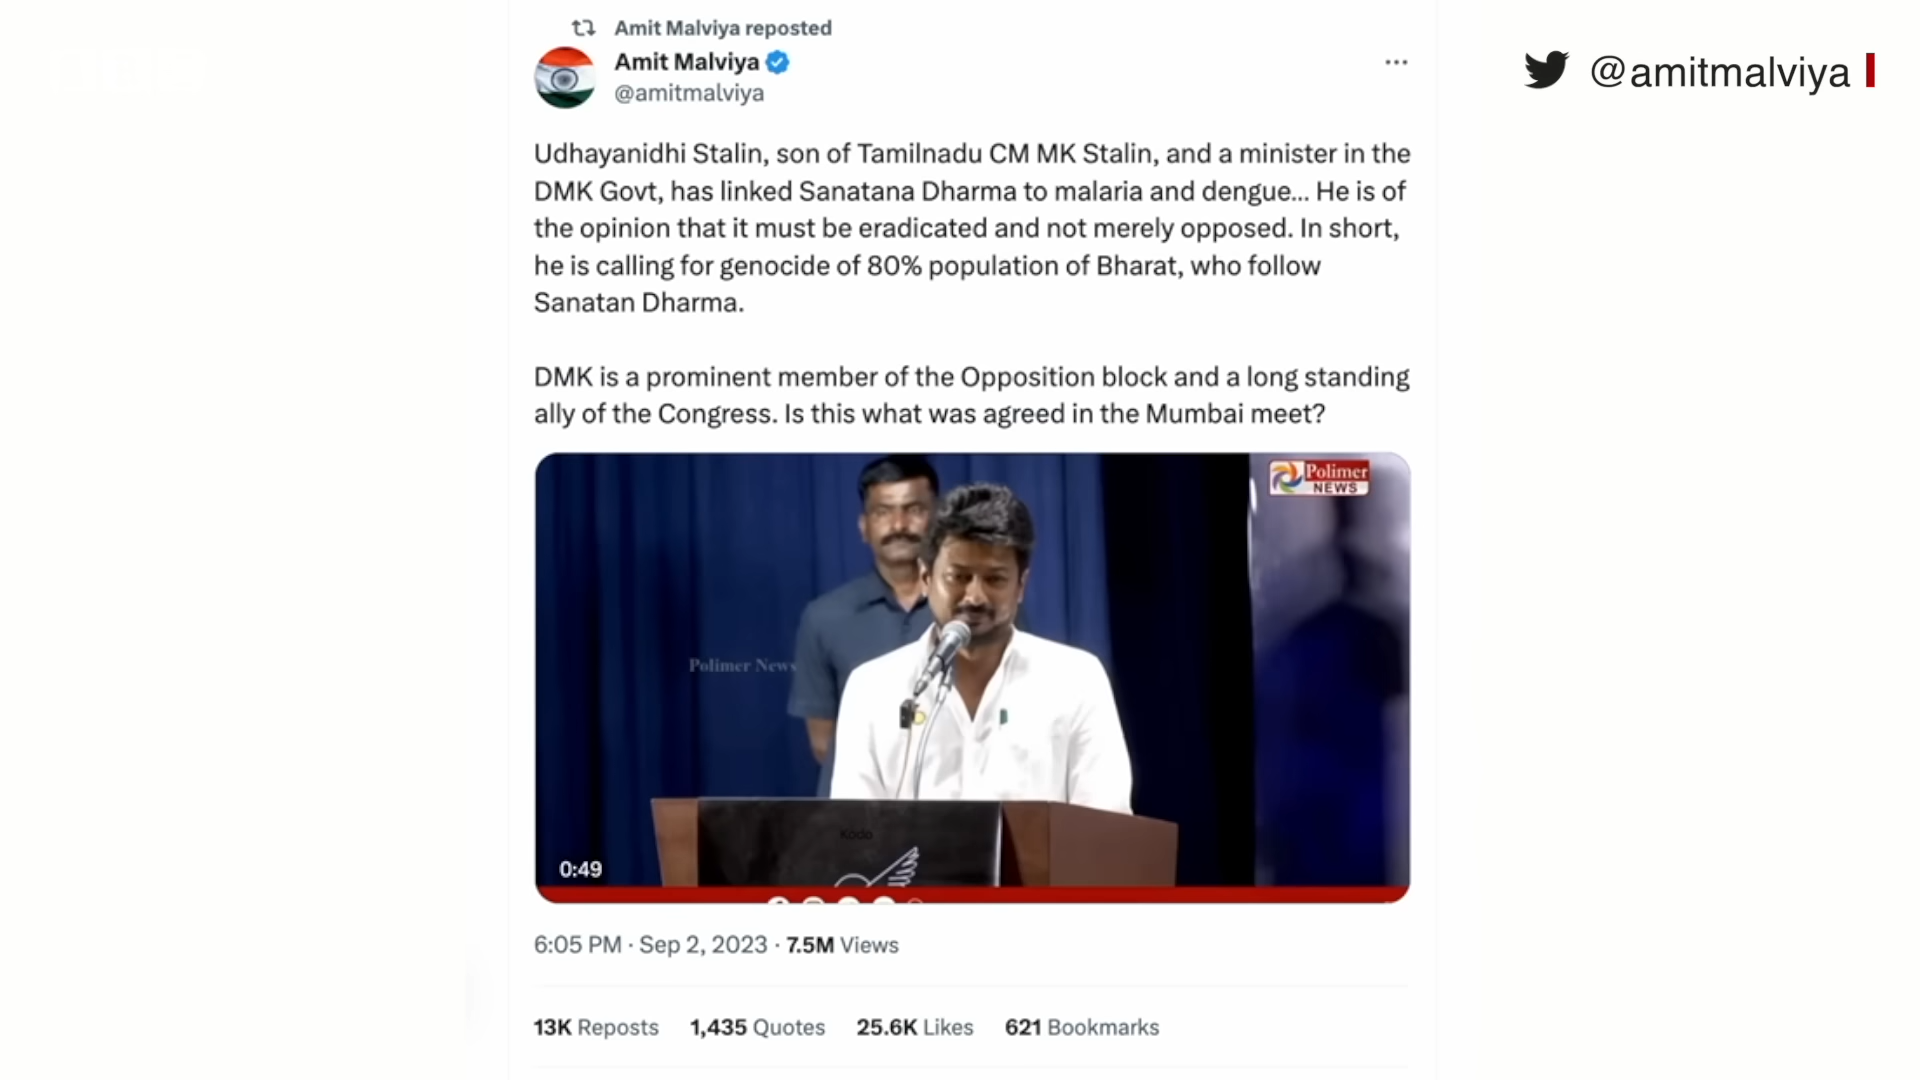 Amit Malviya reposted
Amit Malviya
@amitmalviya
@amitmalviya
Udhayanidhi Stalin, son of Tamilnadu CM MK Stalin, and a minister in the
DMK Govt, has linked Sanatana Dharma to malaria and dengue... He is of
the opinion that it must be eradicated and not merely opposed. In short,
he is calling for genocide of 80% population of Bharat, who follow
Sanatan Dharma.
DMK is a prominent member of the Opposition block and a long standing
ally of the Congress. Is this what was agreed in the Mumbai meet?
Polimer
NEWS
Polimer News
Kodo
0:49
6:05 PM · Sep 2, 2023 · 7.5M Views
13K Reposts 1,435 Quotes 25.6K Likes 621 Bookmarks